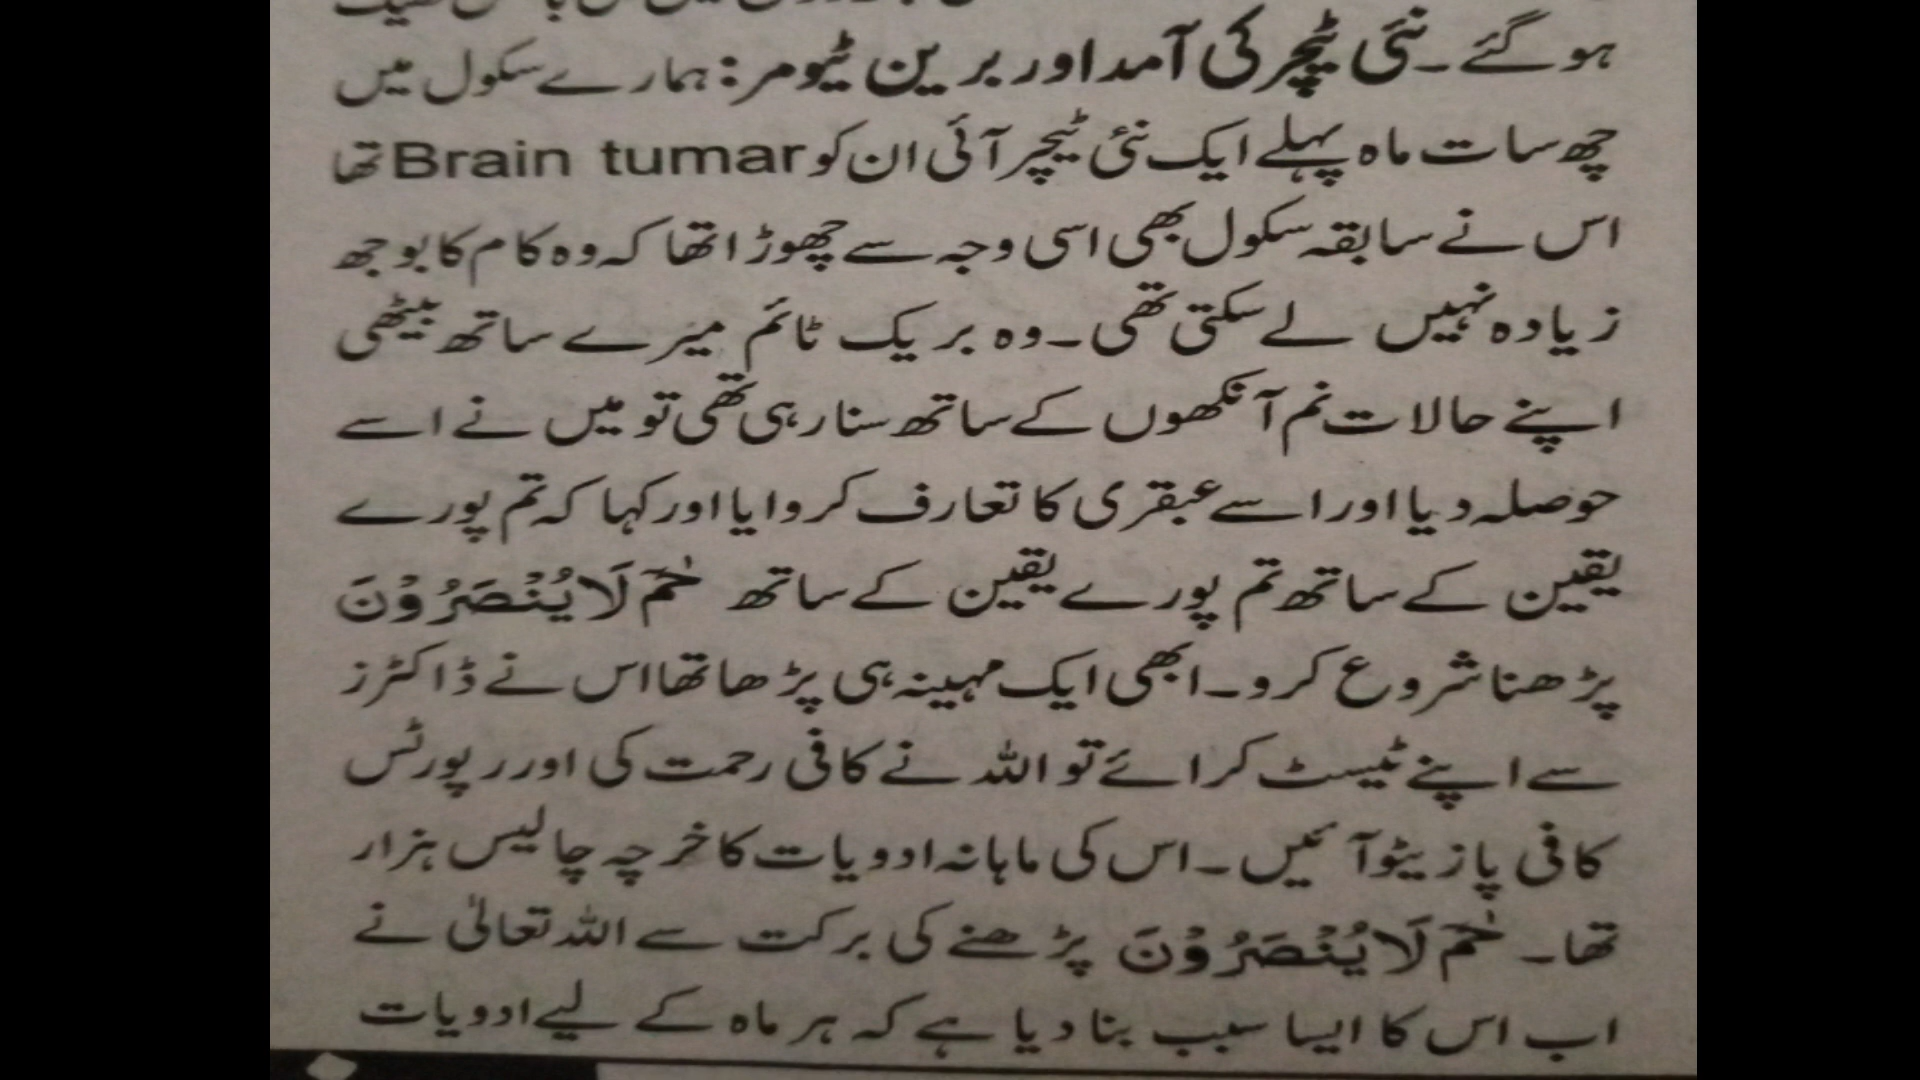 ہوگئے۔ نئی ٹیچر کی آمد اور برین ٹیومر: ہمارے سکول میں
چھ سات ماہ پہلے ایک نئی ٹیچر آئی ان کو Brain tumar تھا
اس نے سابقہ سکول بھی اسی وجہ سے چھوڑا تھا کہ وہ کام کا بوجھ
زیادہ نہیں لے سکتی تھی۔ وہ بریک ٹائم میرے ساتھ بیٹھی
اپنے حالات نم آنکھوں کے ساتھ سنا رہی تھی تو میں نے اسے
حوصلہ دیا اور اسے عبقری کا تعارف کروایا اور کہا کہ تم پورے
یقین کے ساتھ تم پورے یقین کے ساتھ حٰمٓ لَا یُنْصَرُوْنَ
پڑھنا شروع کرو۔ ابھی ایک مہینہ ہی پڑھا تھا اس نے ڈاکٹرز
سے اپنے ٹیسٹ کرائے تو اللہ نے کافی رحمت کی اور رپورٹس
کافی پازیٹو آئیں۔ اس کی ماہانہ ادویات کا خرچہ چالیس ہزار
تھا۔ حٰمٓ لَا یُنْصَرُوْنَ پڑھنے کی برکت سے اللہ تعالیٰ نے
اب اس کا ایسا سبب بنا دیا ہے کہ ہر ماہ کے لیے ادویات